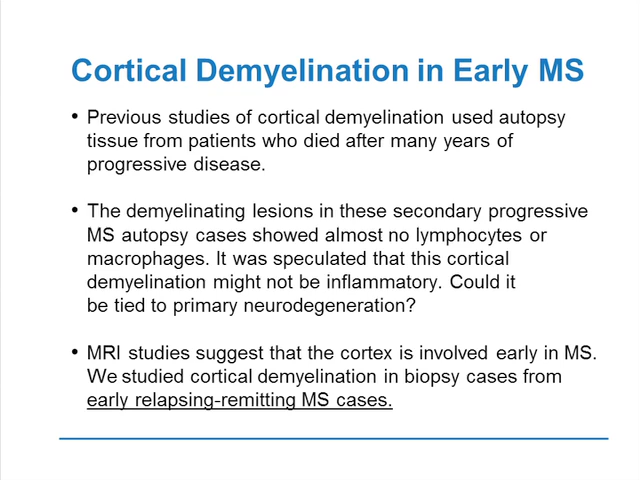 Cortical Demyelination in Early MS
• Previous studies of cortical demyelination used autopsy
tissue from patients who died after many years of
progressive disease.
• The demyelinating lesions in these secondary progressive
MS autopsy cases showed almost no lymphocytes or
macrophages. It was speculated that this cortical
demyelination might not be inflammatory. Could it
be tied to primary neurodegeneration?
• MRI studies suggest that the cortex is involved early in MS.
We studied cortical demyelination in biopsy cases from
early relapsing-remitting MS cases.